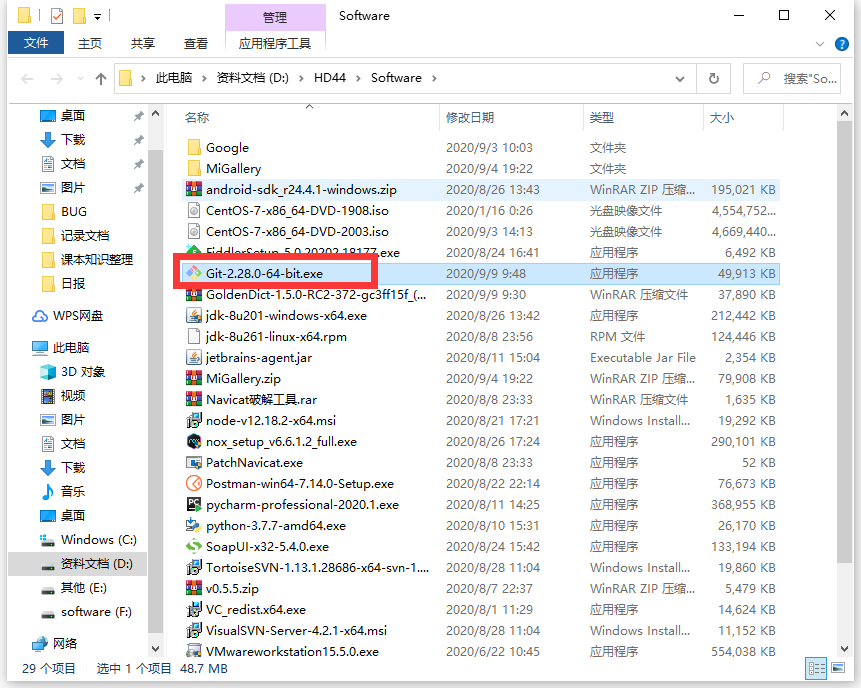 管理 Software
文件 主页 共享 查看 应用程序工具
此电脑 资料文档 (D:) HD44 Software 搜索"So...
桌面
下载
文档
图片
BUG
记录文档
课本知识整理
日报
WPS网盘
此电脑
3D 对象
视频
图片
文档
下载
音乐
桌面
Windows (C:)
资料文档 (D:)
其他 (E:)
software (F:)
网络
名称 修改日期 类型 大小
Google 2020/9/3 10:03 文件夹
MiGallery 2020/9/4 19:22 文件夹
android-sdk_r24.4.1-windows.zip 2020/8/26 13:43 WinRAR ZIP 压缩... 195,021 KB
CentOS-7-x86_64-DVD-1908.iso 2020/1/16 0:26 光盘映像文件 4,554,752...
CentOS-7-x86_64-DVD-2003.iso 2020/9/3 14:13 光盘映像文件 4,669,440...
FiddlerSetup_5.0.20202.18177.exe 2020/8/24 16:41 应用程序 6,492 KB
Git-2.28.0-64-bit.exe 2020/9/9 9:48 应用程序 49,913 KB
GoldenDict-1.5.0-RC2-372-gc3ff15f_(... 2020/9/9 9:30 WinRAR 压缩文件 37,890 KB
jdk-8u201-windows-x64.exe 2020/8/26 13:42 应用程序 212,442 KB
jdk-8u261-linux-x64.rpm 2020/8/8 23:56 RPM 文件 124,446 KB
jetbrains-agent.jar 2020/8/11 15:04 Executable Jar File 2,354 KB
MiGallery.zip 2020/9/4 19:22 WinRAR ZIP 压缩... 79,908 KB
Navicat破解工具.rar 2020/8/8 23:33 WinRAR 压缩文件 1,635 KB
node-v12.18.2-x64.msi 2020/8/21 17:21 Windows Install... 19,292 KB
nox_setup_v6.6.1.2_full.exe 2020/8/26 17:24 应用程序 290,101 KB
PatchNavicat.exe 2020/8/8 23:33 应用程序 52 KB
Postman-win64-7.14.0-Setup.exe 2020/8/22 22:14 应用程序 76,673 KB
pycharm-professional-2020.1.exe 2020/8/11 14:25 应用程序 368,955 KB
python-3.7.7-amd64.exe 2020/8/10 15:31 应用程序 26,170 KB
SoapUI-x32-5.4.0.exe 2020/8/24 15:42 应用程序 133,194 KB
TortoiseSVN-1.13.1.28686-x64-svn-1.... 2020/8/28 11:04 Windows Install... 19,860 KB
v0.5.5.zip 2020/8/7 22:37 WinRAR ZIP 压缩... 5,479 KB
VC_redist.x64.exe 2020/8/1 11:29 应用程序 14,624 KB
VisualSVN-Server-4.2.1-x64.msi 2020/8/28 11:04 Windows Install... 11,152 KB
VMwareworkstation15.5.0.exe 2020/6/22 10:45 应用程序 554,038 KB
29 个项目 选中 1 个项目 48.7 MB